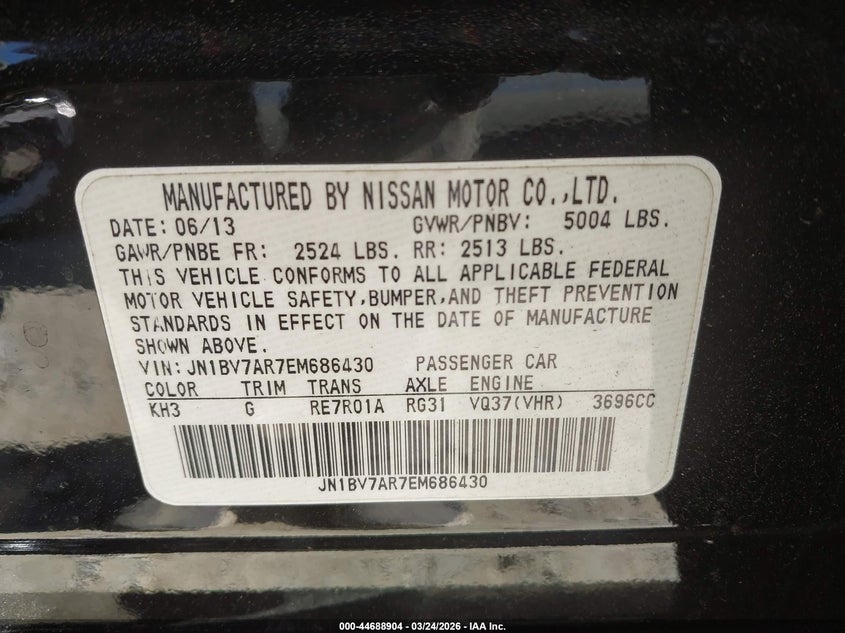 MANUFACTURED BY NISSAN MOTOR CO.,LTD.
DATE: 06/13 GVWR/PNBV: 5004 LBS.
GAWR/PNBE FR: 2524 LBS. RR: 2513 LBS.
THIS VEHICLE CONFORMS TO ALL APPLICABLE FEDERAL
MOTOR VEHICLE SAFETY,BUMPER,AND THEFT PREVENTION
STANDARDS IN EFFECT ON THE DATE OF MANUFACTURE
SHOWN ABOVE.
VIN: JN1BV7AR7EM686430 PASSENGER CAR
COLOR TRIM TRANS AXLE ENGINE
KH3 G RE7R01A RG31 VQ37(VHR) 3696CC
JN1BV7AR7EM686430
000-44688904 - 03/24/2026 - IAA Inc.